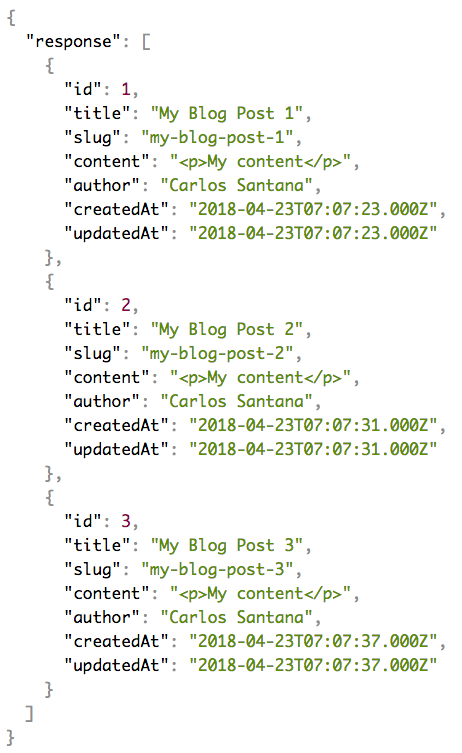 {
  "response": [
    {
      "id": 1,
      "title": "My Blog Post 1",
      "slug": "my-blog-post-1",
      "content": "<p>My content</p>",
      "author": "Carlos Santana",
      "createdAt": "2018-04-23T07:07:23.000Z",
      "updatedAt": "2018-04-23T07:07:23.000Z"
    },
    {
      "id": 2,
      "title": "My Blog Post 2",
      "slug": "my-blog-post-2",
      "content": "<p>My content</p>",
      "author": "Carlos Santana",
      "createdAt": "2018-04-23T07:07:31.000Z",
      "updatedAt": "2018-04-23T07:07:31.000Z"
    },
    {
      "id": 3,
      "title": "My Blog Post 3",
      "slug": "my-blog-post-3",
      "content": "<p>My content</p>",
      "author": "Carlos Santana",
      "createdAt": "2018-04-23T07:07:37.000Z",
      "updatedAt": "2018-04-23T07:07:37.000Z"
    }
  ]
}